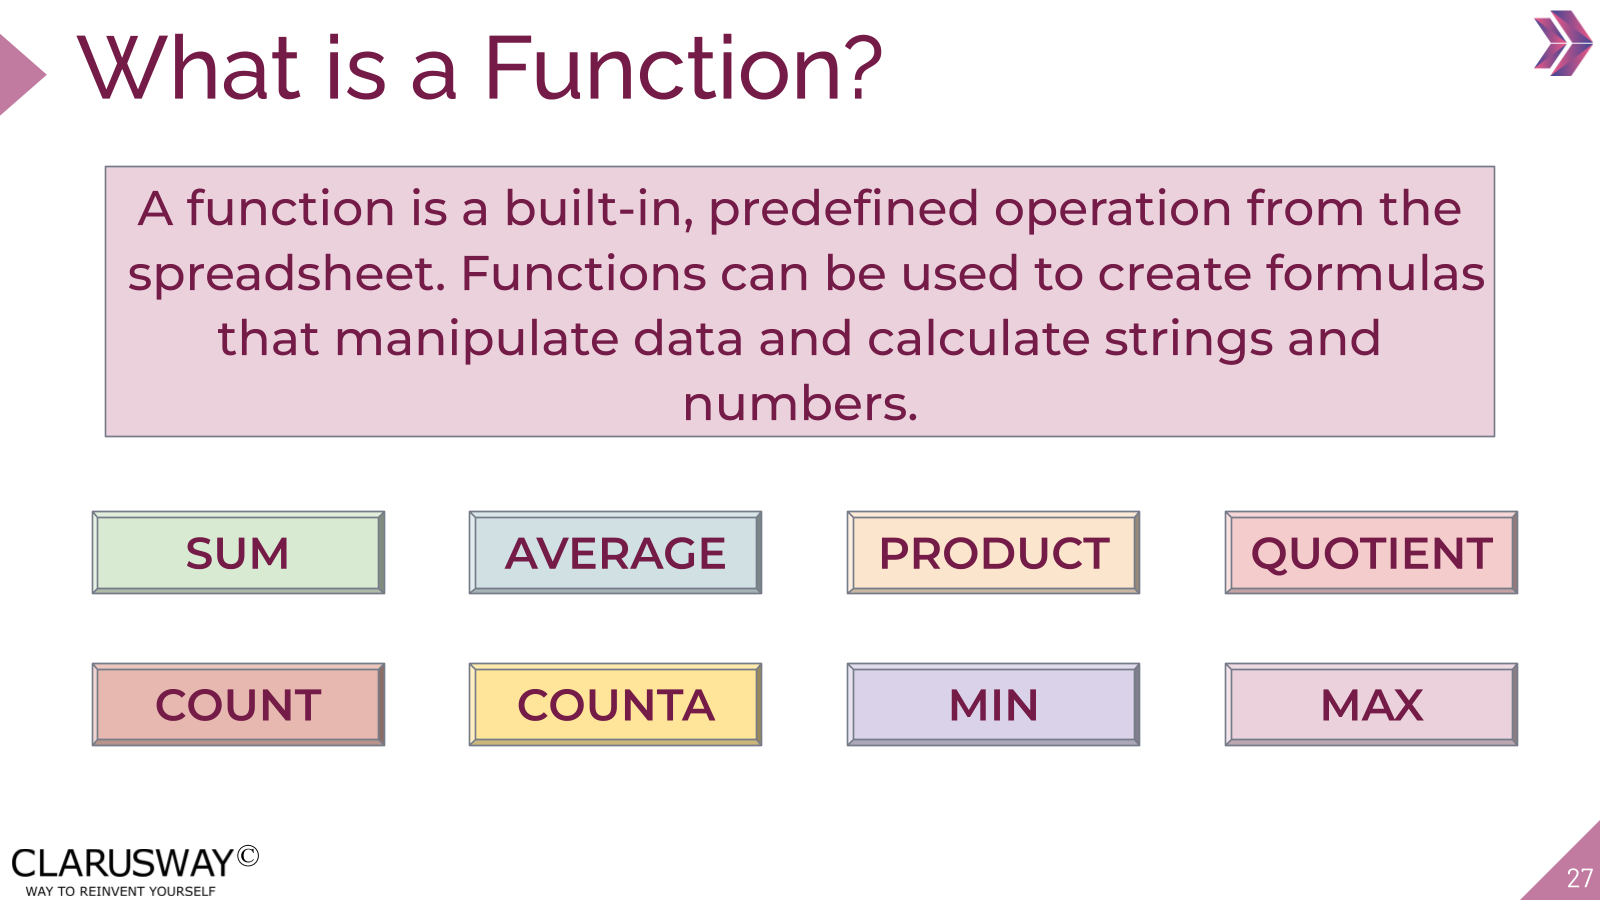 What is a Function?
A function is a built-in, predefined operation from the
spreadsheet. Functions can be used to create formulas
that manipulate data and calculate strings and
numbers.
SUM
AVERAGE
PRODUCT
QUOTIENT
COUNT
COUNTA
MIN
MAX
CLARUSWAY©
WAY TO REINVENT YOURSELF
27